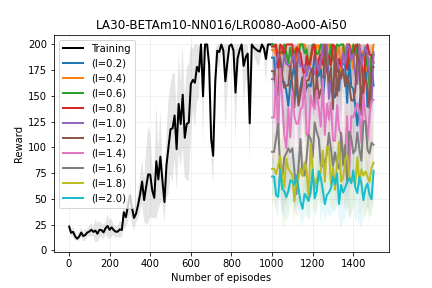 LA30-BETAm10-NN016/LR0080-Ao00-Ai50
Reward
200
175
150
125
100
75
50
25
0
Training
(l=0.2)
(l=0.4)
(l=0.6)
(l=0.8)
(l=1.0)
(l=1.2)
(l=1.4)
(l=1.6)
(l=1.8)
(l=2.0)
0 200 400 600 800 1000 1200 1400
Number of episodes